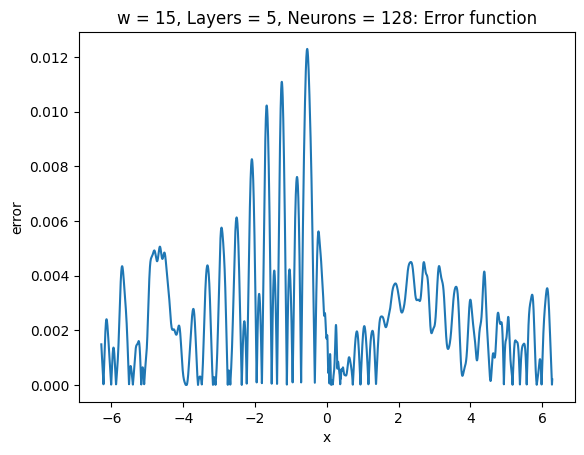 w = 15, Layers = 5, Neurons = 128: Error function
0.012
0.010
0.008
0.006
0.004
0.002
0.000
error
−6 −4 −2 0 2 4 6
x